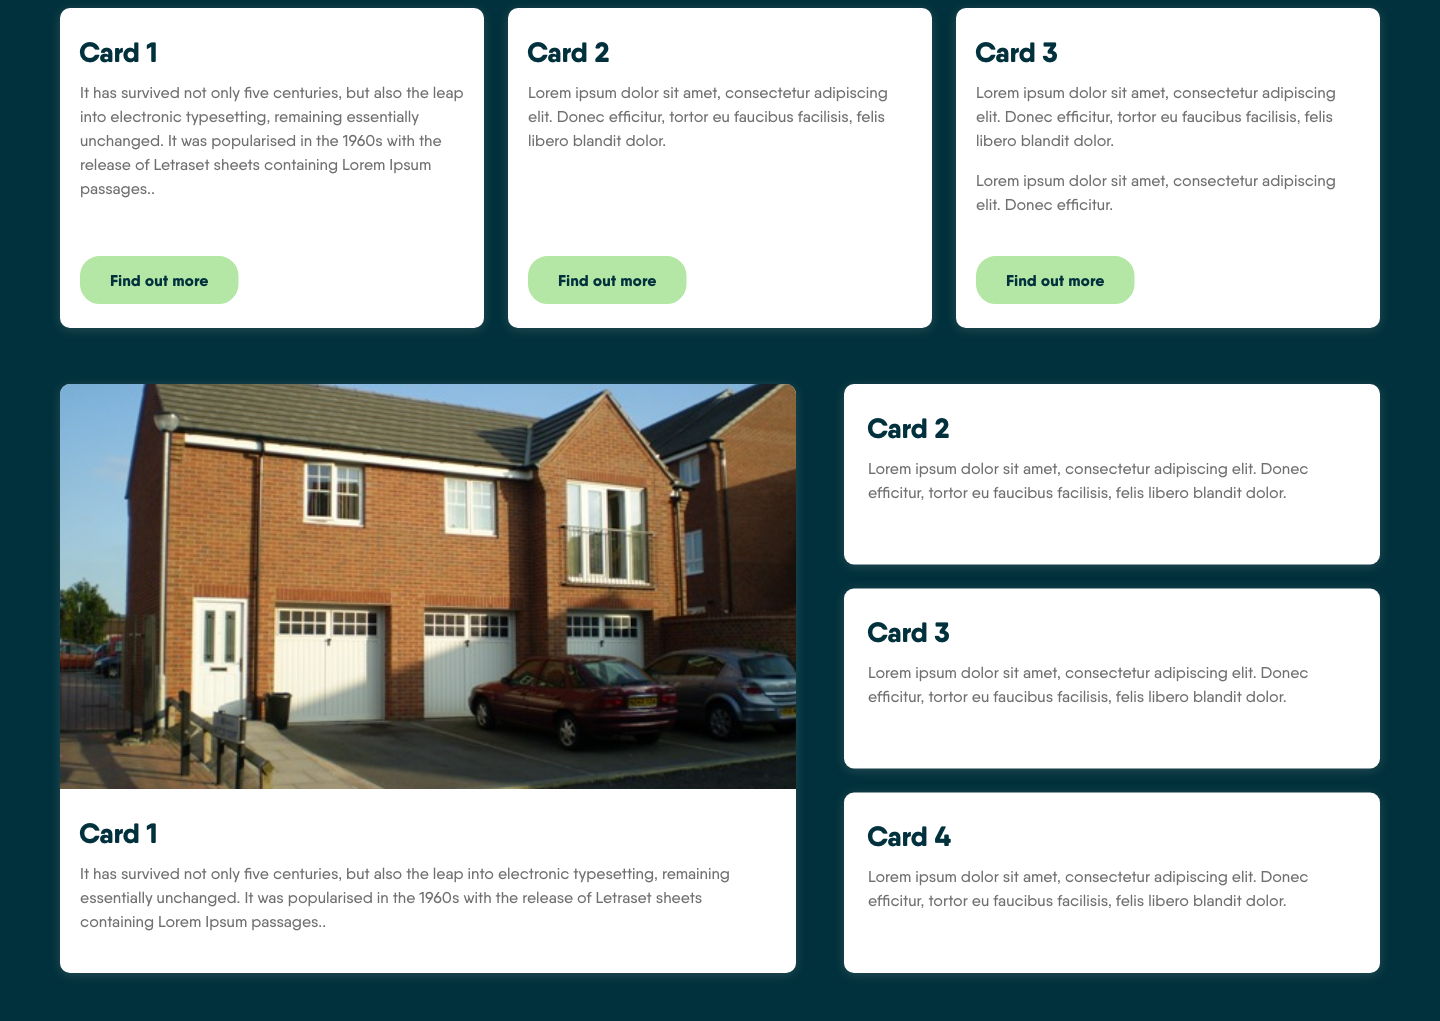 Card 1
It has survived not only five centuries, but also the leap
into electronic typesetting, remaining essentially
unchanged. It was popularised in the 1960s with the
release of Letraset sheets containing Lorem Ipsum
passages..
Find out more
Card 2
Lorem ipsum dolor sit amet, consectetur adipiscing
elit. Donec efficitur, tortor eu faucibus facilisis, felis
libero blandit dolor.
Find out more
Card 3
Lorem ipsum dolor sit amet, consectetur adipiscing
elit. Donec efficitur, tortor eu faucibus facilisis, felis
libero blandit dolor.
Lorem ipsum dolor sit amet, consectetur adipiscing
elit. Donec efficitur.
Find out more
Card 1
It has survived not only five centuries, but also the leap into electronic typesetting, remaining
essentially unchanged. It was popularised in the 1960s with the release of Letraset sheets
containing Lorem Ipsum passages..
Card 2
Lorem ipsum dolor sit amet, consectetur adipiscing elit. Donec
efficitur, tortor eu faucibus facilisis, felis libero blandit dolor.
Card 3
Lorem ipsum dolor sit amet, consectetur adipiscing elit. Donec
efficitur, tortor eu faucibus facilisis, felis libero blandit dolor.
Card 4
Lorem ipsum dolor sit amet, consectetur adipiscing elit. Donec
efficitur, tortor eu faucibus facilisis, felis libero blandit dolor.